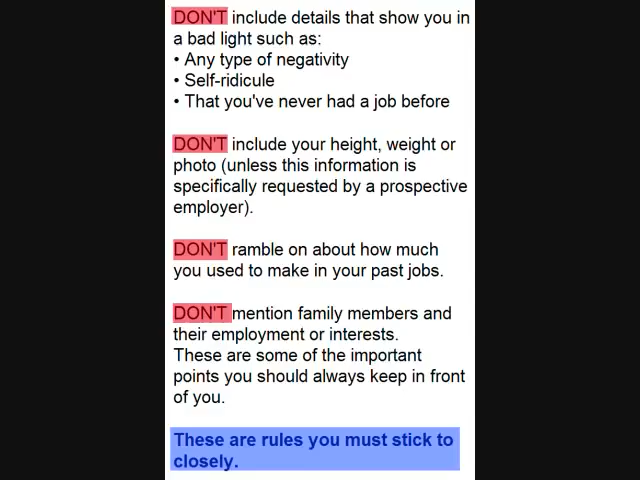 DON'T include details that show you in
a bad light such as:
• Any type of negativity
• Self-ridicule
• That you've never had a job before
DON'T include your height, weight or
photo (unless this information is
specifically requested by a prospective
employer).
DON'T ramble on about how much
you used to make in your past jobs.
DON'T mention family members and
their employment or interests.
These are some of the important
points you should always keep in front
of you.
These are rules you must stick to
closely.